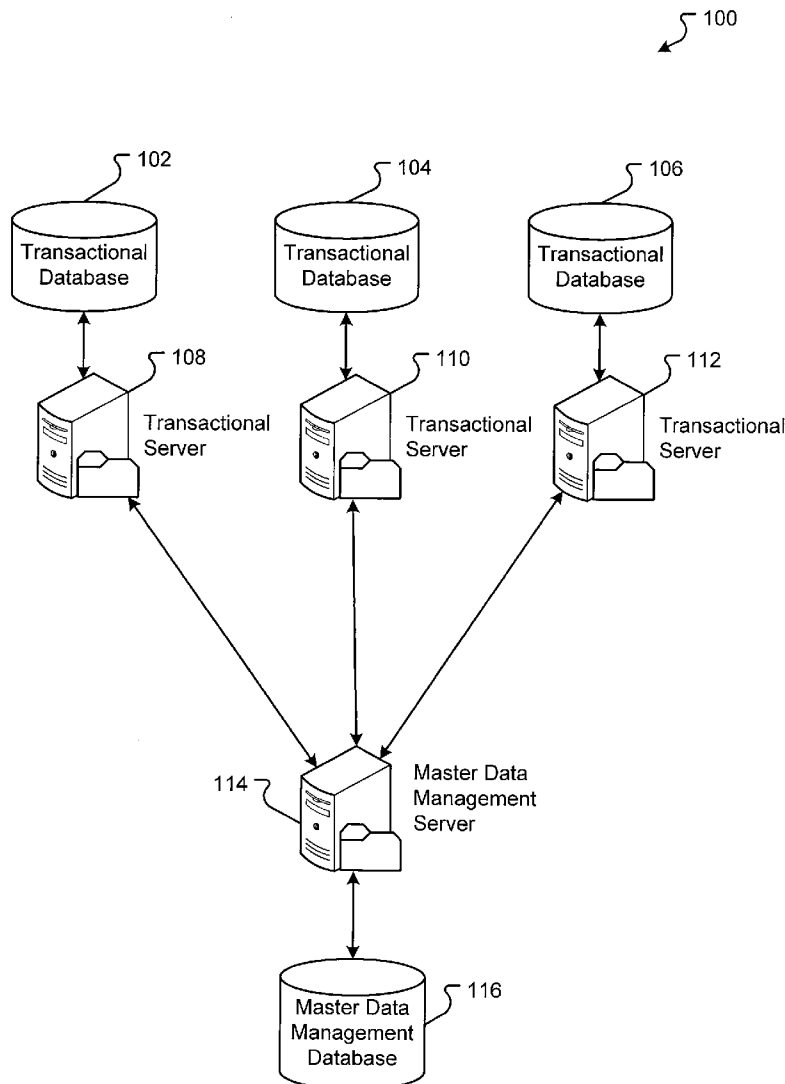 100
102
104
106
Transactional
Database
Transactional
Database
Transactional
Database
108
110
112
Transactional
Server
Transactional
Server
Transactional
Server
114
Master Data
Management
Server
116
Master Data
Management
Database